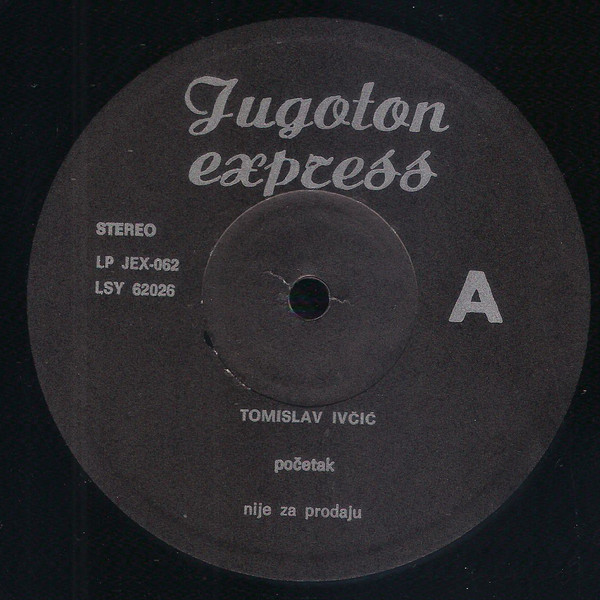 Jugoton
express
STEREO
LP JEX-062
LSY 62026
A
TOMISLAV IVČIĆ
početak
nije za prodaju